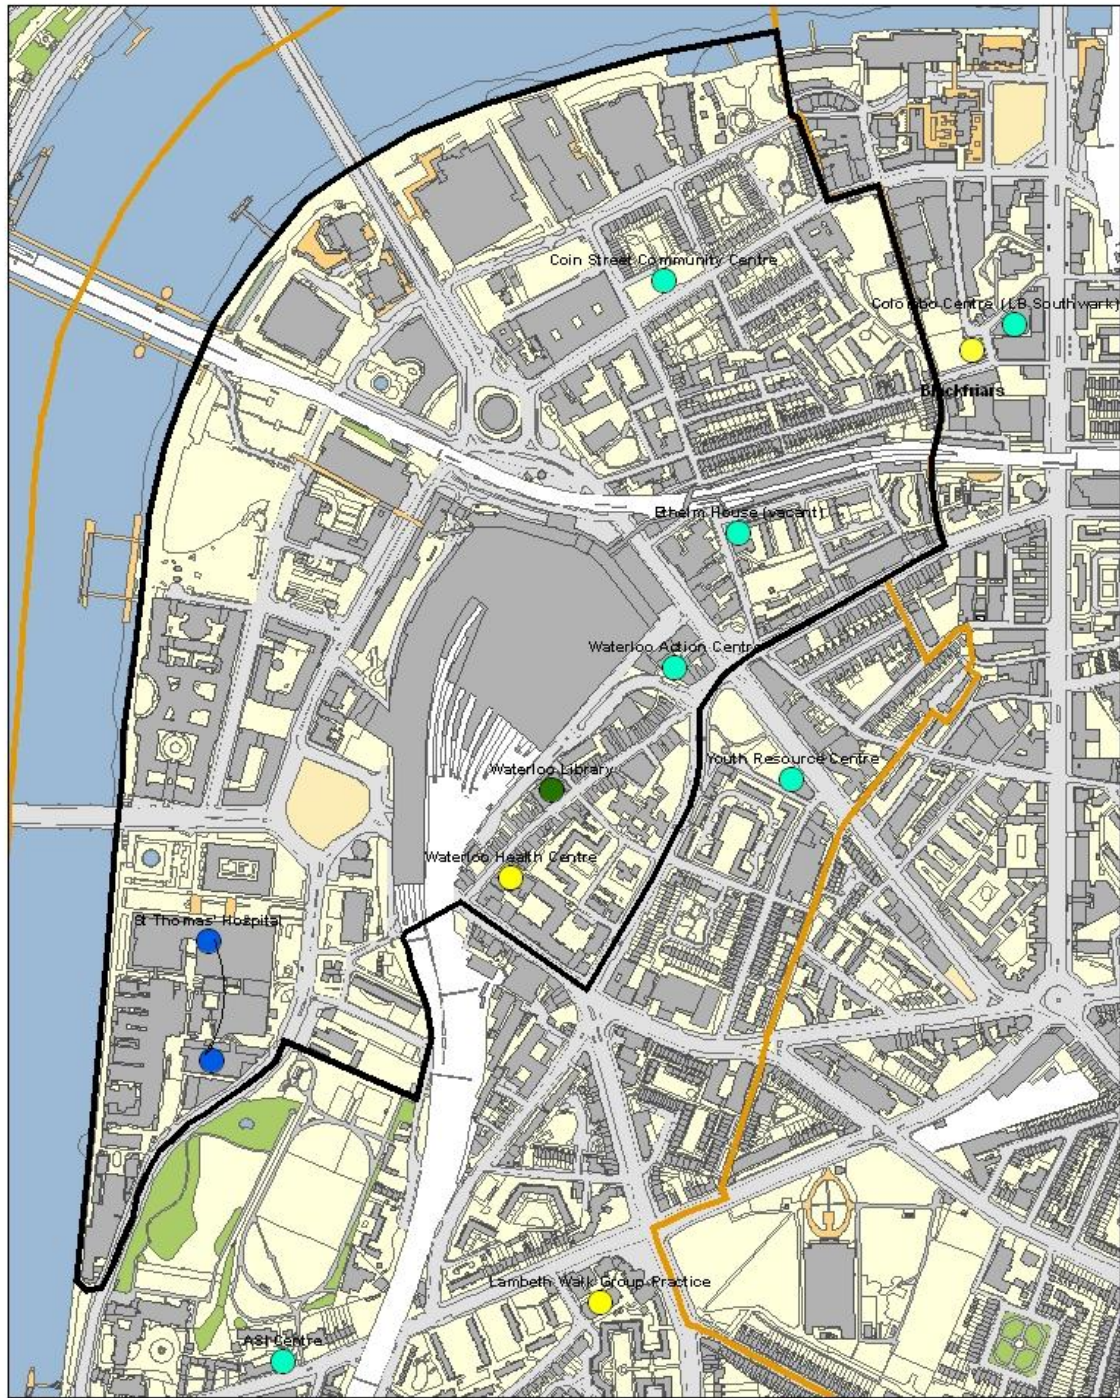 Coin Street Community Centre
Colombo Centre (LB Southwark)
Blackfriars
Ethelm House (vacant)
Waterloo Action Centre
Youth Resource Centre
Waterloo Library
Waterloo Health Centre
St Thomas' Hospital
Lambeth Walk Group Practice
ASI Centre